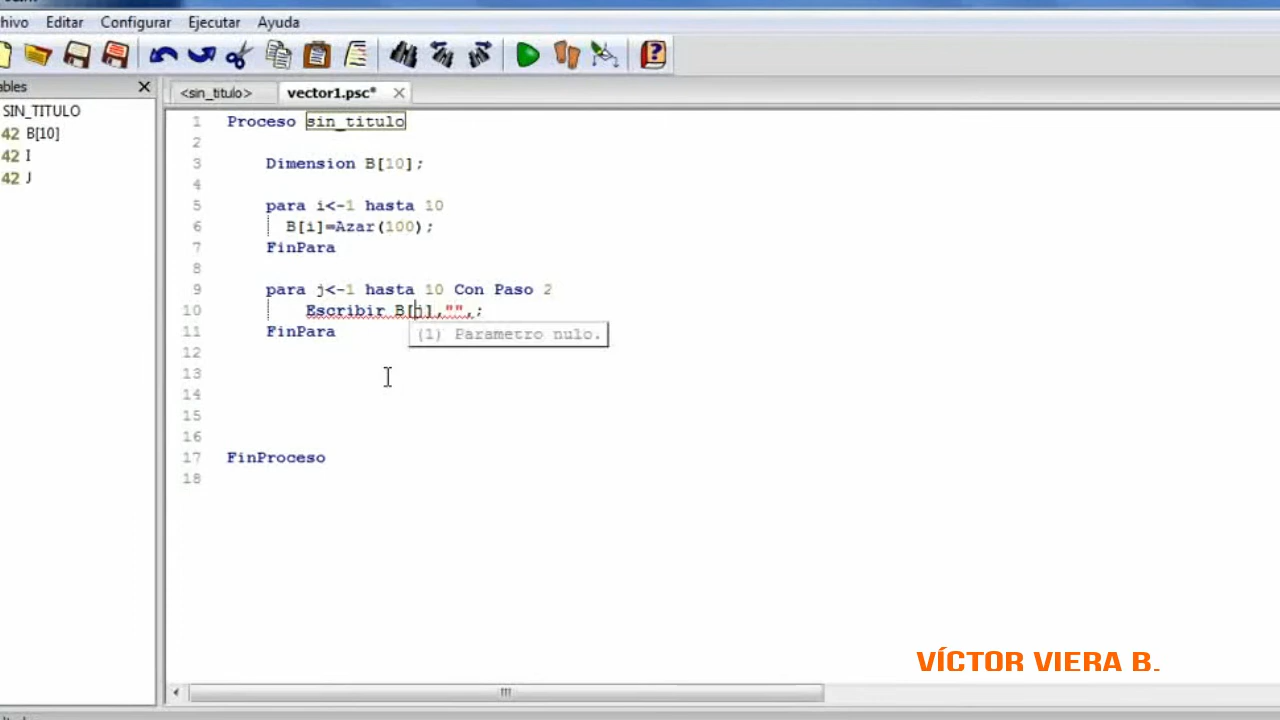 hivo Editar Configurar Ejecutar Ayuda
ables
<sin_titulo> vector1.psc*
SIN_TITULO
42 B[10]
42 I
42 J
1 Proceso sin_titulo
2
3 Dimension B[10];
4
5 para i<-1 hasta 10
6 B[i]=Azar(100);
7 FinPara
8
9 para j<-1 hasta 10 Con Paso 2
10 Escribir B[j],"",;
11 FinPara
(1) Parametro nulo.
12
13
14
15
16
17 FinProceso
18
VÍCTOR VIERA B.